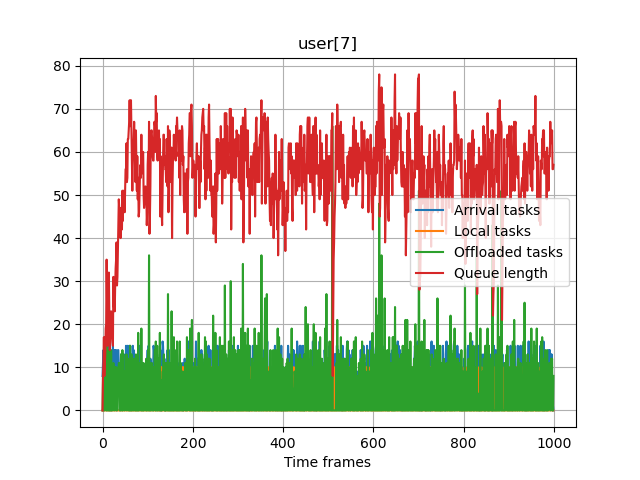 user[7]
80
70
60
50
40
30
20
10
0
Arrival tasks
Local tasks
Offloaded tasks
Queue length
0 200 400 600 800 1000
Time frames